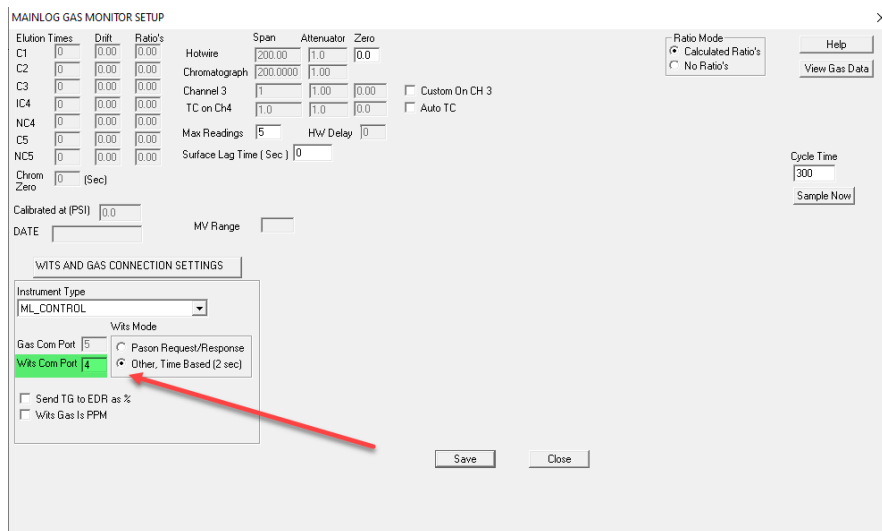 MAINLOG GAS MONITOR SETUP
Elution Times Drift Ratio's
C1 0 0.00 0.00
C2 0 0.00 0.00
C3 0 0.00 0.00
IC4 0 0.00 0.00
NC4 0 0.00 0.00
C5 0 0.00 0.00
NC5 0 0.00 0.00
Chrom Zero 0 (Sec)
Calibrated at (PSI) 0.0
DATE
Span Attenuator Zero
Hotwire 200.00 1.0 0.0
Chromatograph 200.0000 1.00
Channel 3 1 1.00 0.00 Custom On CH 3
TC on Ch4 1.0 1.0 0.0 Auto TC
Max Readings 5 HW Delay 0
Surface Lag Time ( Sec ) 0
MV Range
Ratio Mode
Calculated Ratio's
No Ratio's
Help
View Gas Data
Cycle Time
300
Sample Now
WITS AND GAS CONNECTION SETTINGS
Instrument Type
ML_CONTROL
Wits Mode
Gas Com Port 5 Pason Request/Response
Wits Com Port 4 Other, Time Based (2 sec)
Send TG to EDR as %
Wits Gas Is PPM
Save Close